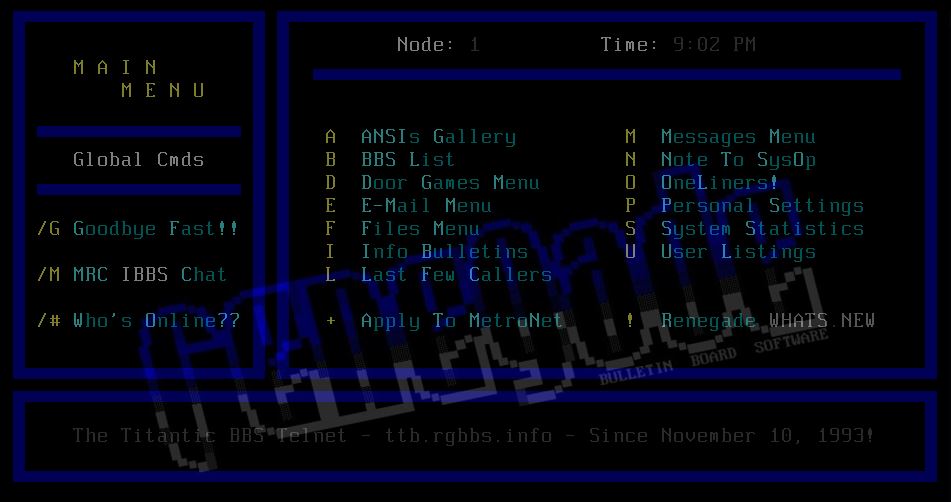 MAIN
MENU
Global Cmds
/G Goodbye Fast!!
/M MRC IBBS Chat
/# Who's Online??
Node: 1 Time: 9:02 PM
A ANSIs Gallery M Messages Menu
B BBS List N Note To SysOp
D Door Games Menu O OneLiners!
E E-Mail Menu P Personal Settings
F Files Menu S System Statistics
I Info Bulletins U User Listings
L Last Few Callers
+ Apply To MetroNet ! Renegade WHATS.NEW
Renegade
BULLETIN BOARD SOFTWARE
The Titantic BBS Telnet - ttb.rgbbs.info - Since November 10, 1993!